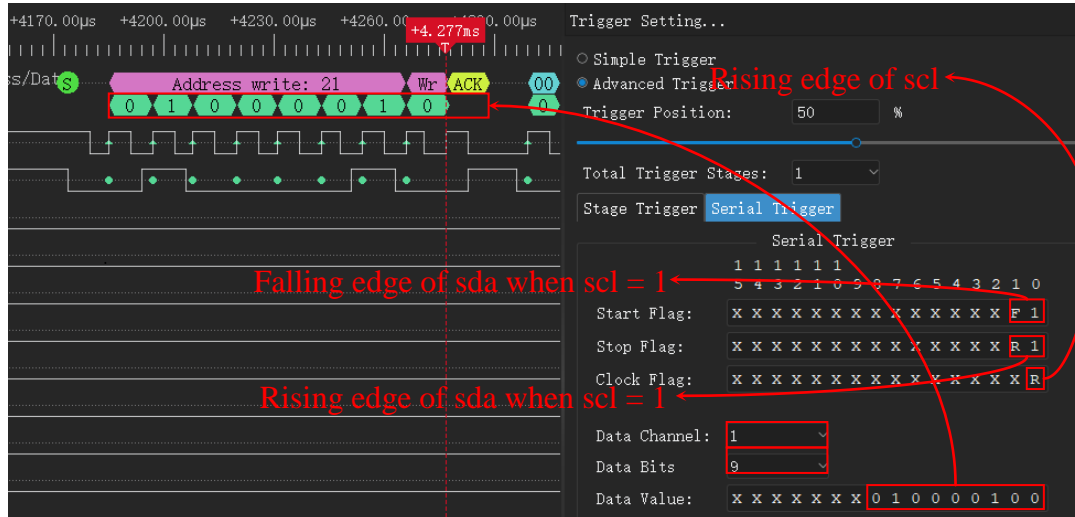 +4170.00μs +4200.00μs +4230.00μs +4260.00 0.00μs
+4.277ms
T
ss/Data S Address write: 21 Wr ACK 00
0 1 0 0 0 0 1 0 0
Trigger Setting...
Simple Trigger
Advanced Trigger
Rising edge of scl
Trigger Position: 50 %
Total Trigger Stages: 1
Stage Trigger Serial Trigger
Serial Trigger
1 1 1 1 1 1
5 4 3 2 1 0 9 8 7 6 5 4 3 2 1 0
Falling edge of sda when scl = 1
Start Flag: X X X X X X X X X X X X X X F 1
Stop Flag: X X X X X X X X X X X X X X R 1
Clock Flag: X X X X X X X X X X X X X X X R
Rising edge of sda when scl = 1
Data Channel: 1
Data Bits 9
Data Value: X X X X X X X 0 1 0 0 0 0 1 0 0